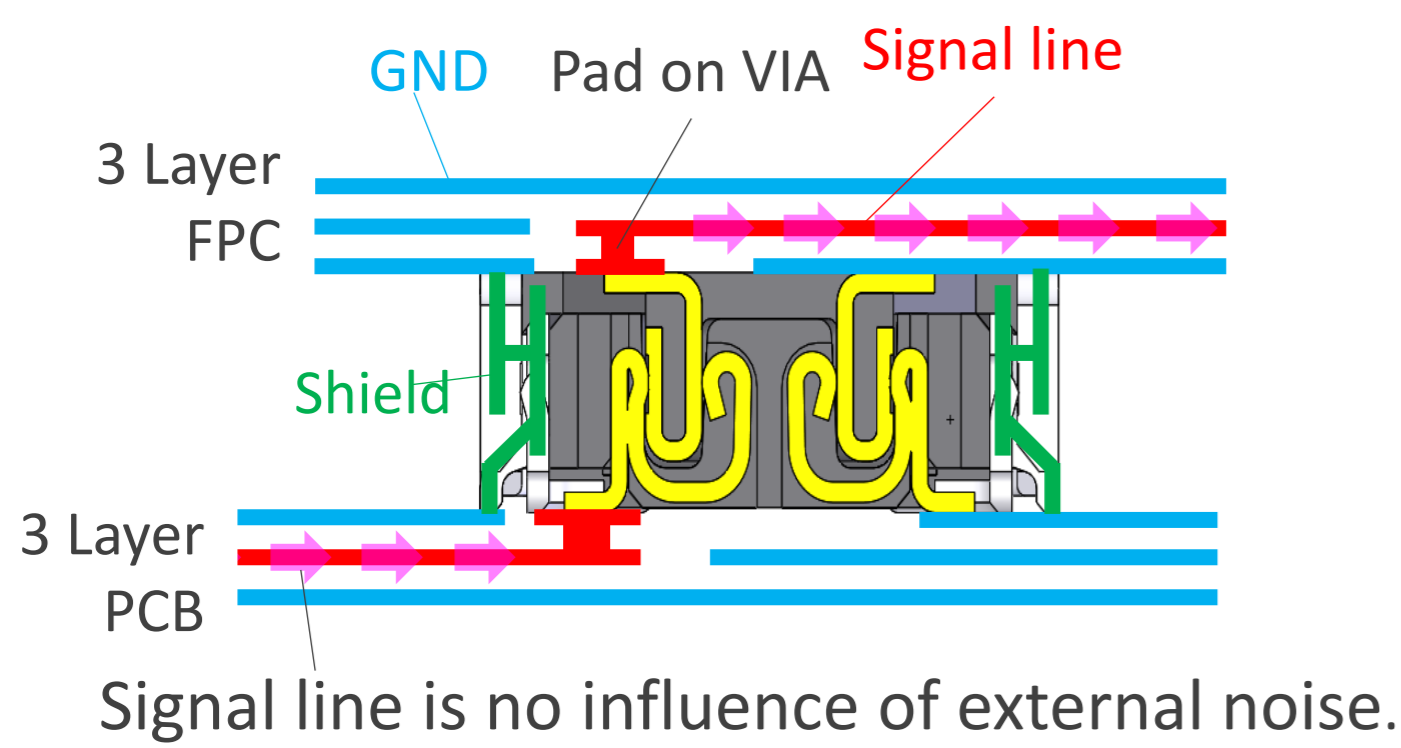 GND
Pad on VIA
Signal line
3 Layer
FPC
Shield
3 Layer
PCB
Signal line is no influence of external noise.